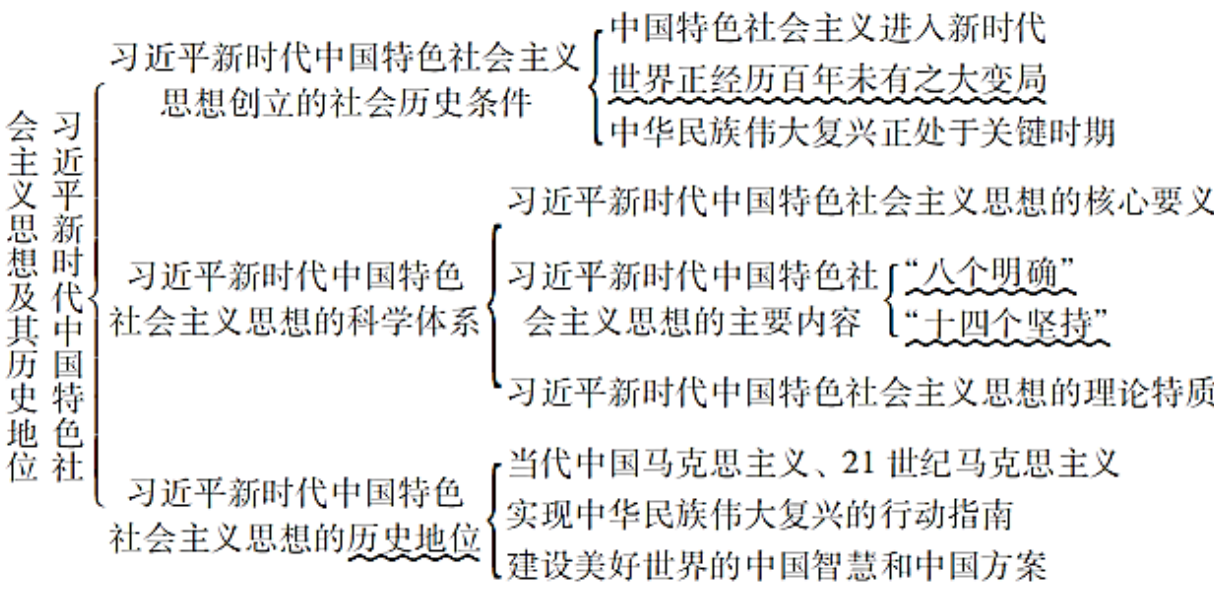 习近平新时代中国特色社
会主义思想及其历史地位
习近平新时代中国特色社会主义
思想创立的社会历史条件
中国特色社会主义进入新时代
世界正经历百年未有之大变局
中华民族伟大复兴正处于关键时期
习近平新时代中国特色
社会主义思想的科学体系
习近平新时代中国特色社会主义思想的核心要义
习近平新时代中国特色社
会主义思想的主要内容
“八个明确”
“十四个坚持”
习近平新时代中国特色社会主义思想的理论特质
习近平新时代中国特色
社会主义思想的历史地位
当代中国马克思主义、21 世纪马克思主义
实现中华民族伟大复兴的行动指南
建设美好世界的中国智慧和中国方案